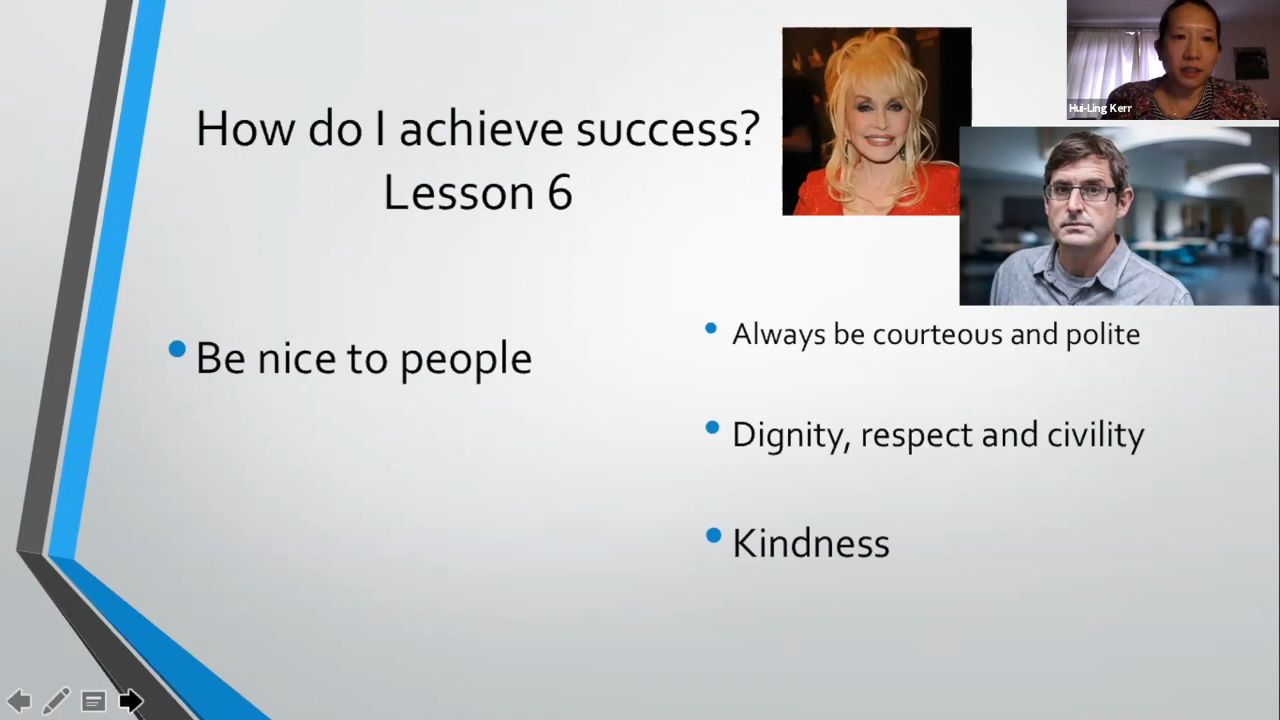 How do I achieve success?
Lesson 6
Hui-Ling Kerr
Be nice to people
Always be courteous and polite
Dignity, respect and civility
Kindness